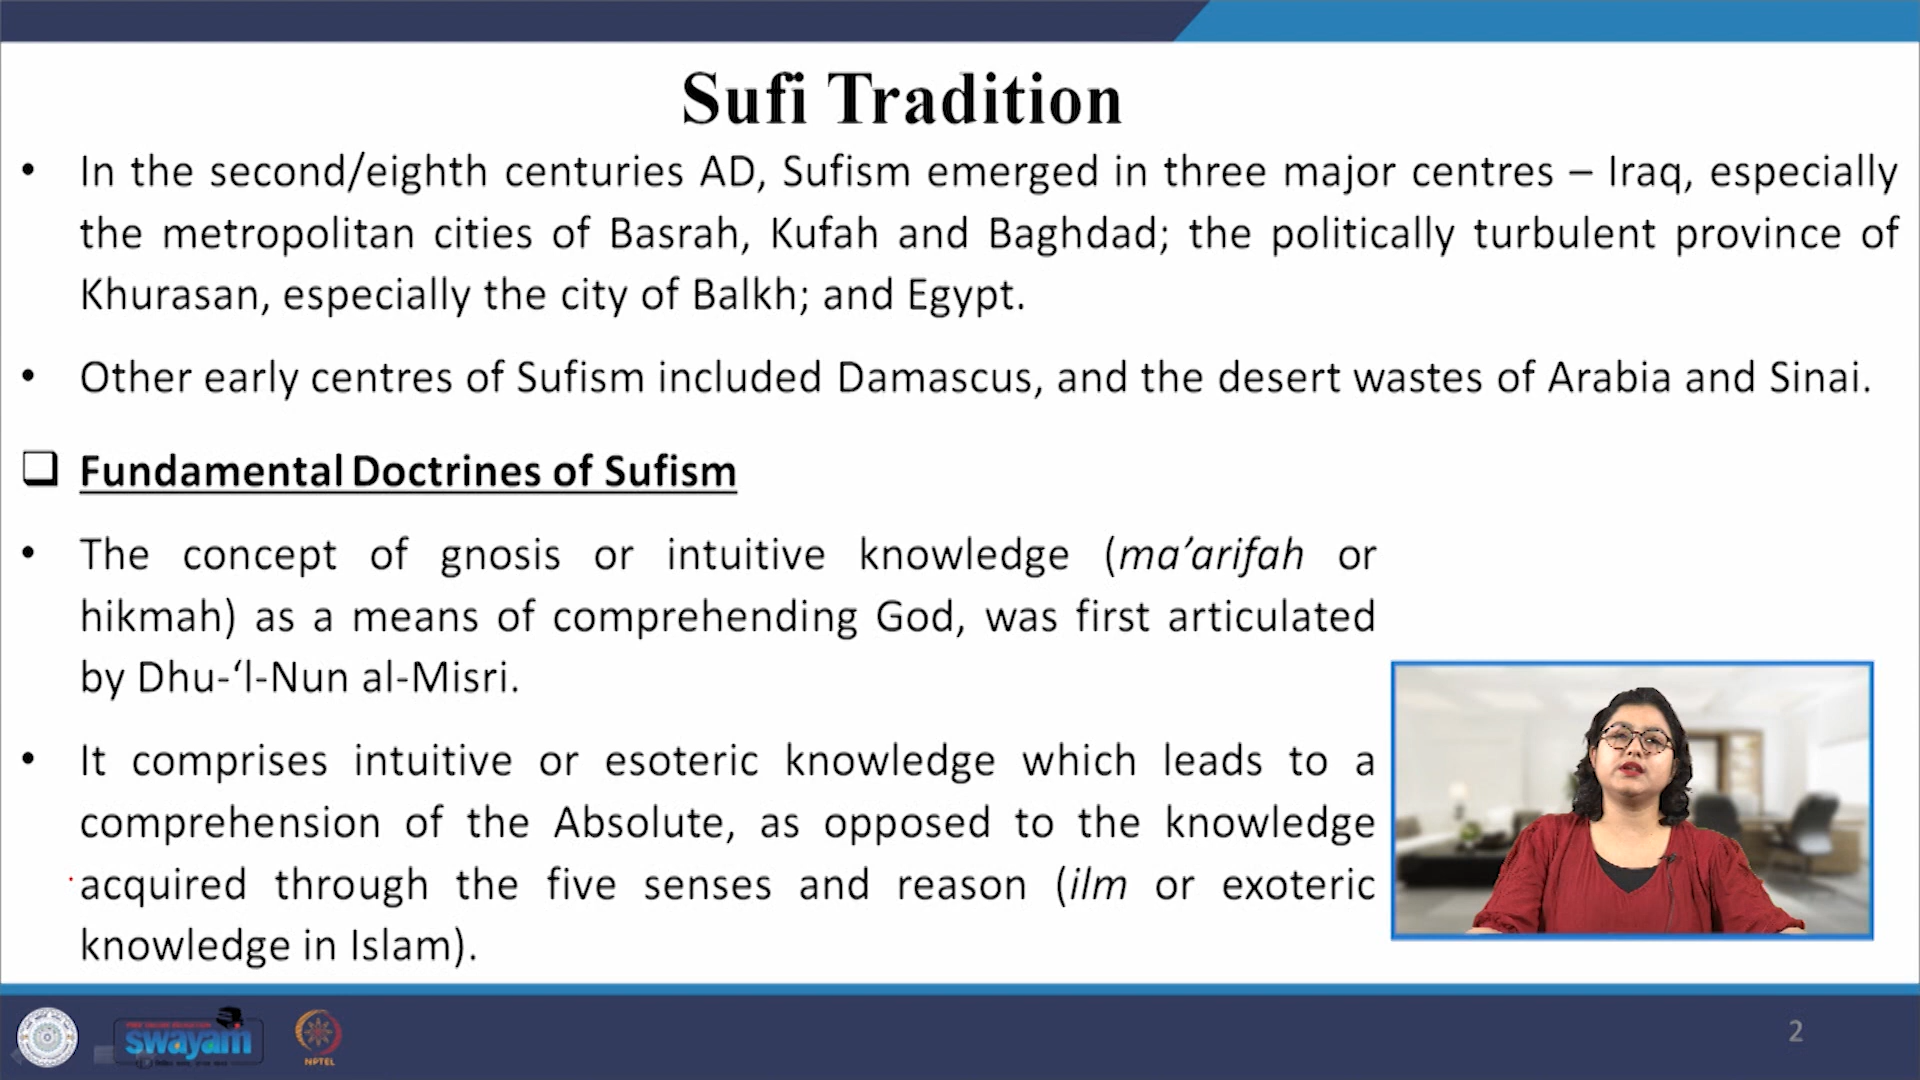 Sufi Tradition
• In the second/eighth centuries AD, Sufism emerged in three major centres – Iraq, especially
the metropolitan cities of Basrah, Kufah and Baghdad; the politically turbulent province of
Khurasan, especially the city of Balkh; and Egypt.
• Other early centres of Sufism included Damascus, and the desert wastes of Arabia and Sinai.
❑ Fundamental Doctrines of Sufism
• The concept of gnosis or intuitive knowledge (ma’arifah or
hikmah) as a means of comprehending God, was first articulated
by Dhu-‘l-Nun al-Misri.
• It comprises intuitive or esoteric knowledge which leads to a
comprehension of the Absolute, as opposed to the knowledge
acquired through the five senses and reason (ilm or exoteric
knowledge in Islam).
swayam
NPTEL
2